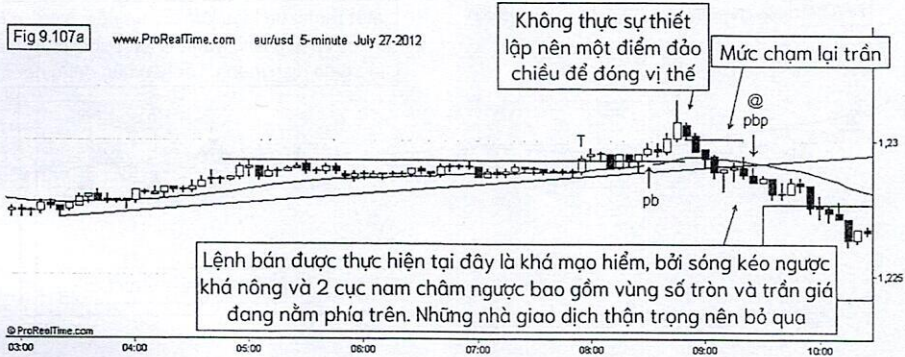 Fig 9.107a
www.ProRealTime.com eur/usd 5-minute July 27-2012
Không thực sự thiết
lập nên một điểm đảo
chiều để đóng vị thế
Mức chạm lại trần
@
pbp
T
1,23
pb
Lệnh bán được thực hiện tại đây là khá mạo hiểm, bởi sóng kéo ngược
khá nông và 2 cục nam châm ngược bao gồm vùng số tròn và trần giá
đang nằm phía trên. Những nhà giao dịch thận trọng nên bỏ qua
1,225
© ProRealTime.com
03:00 04:00 05:00 06:00 07:00 08:00 09:00 10:00